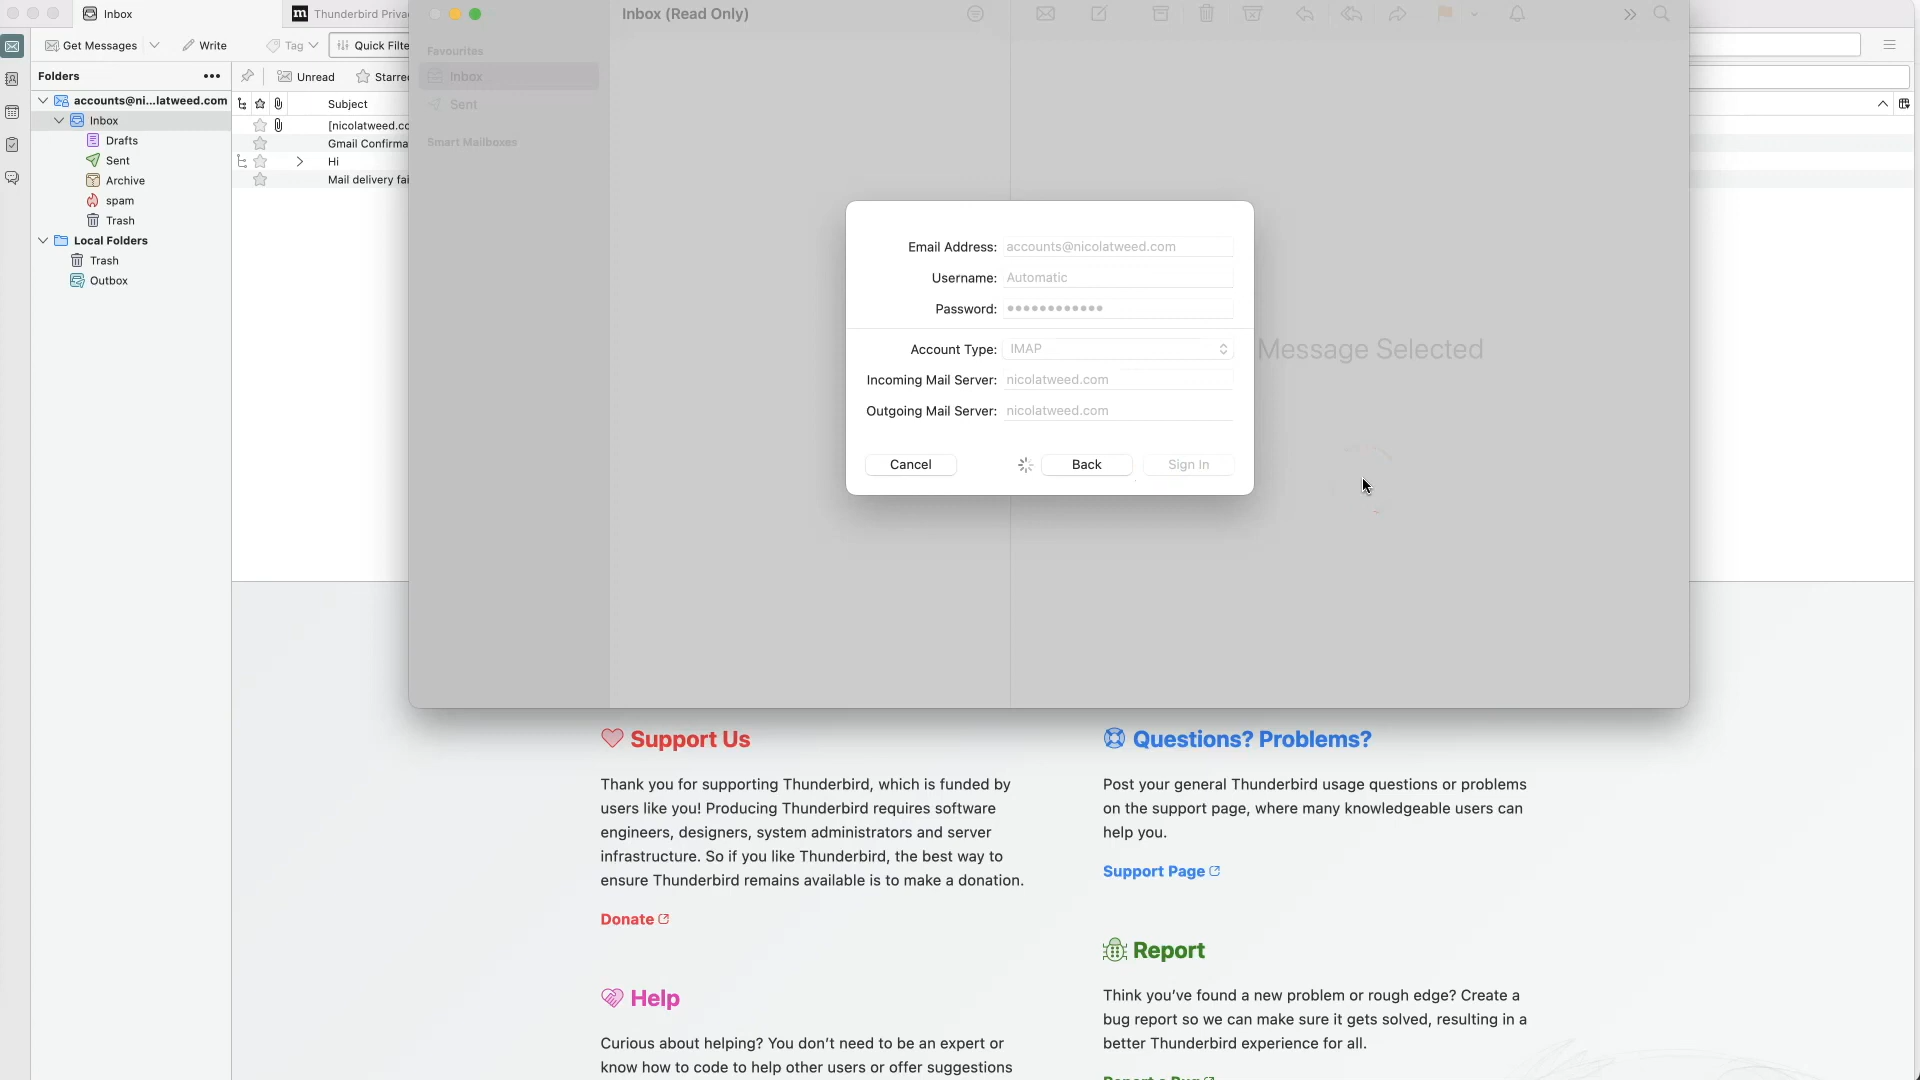 Inbox
Thunderbird Priva
Inbox (Read Only)
Get Messages
Write
Tag
Quick Filte
Favourites
Folders
Unread
Starre
Inbox
accounts@ni...latweed.com
Subject
Sent
Inbox
[nicolatweed.co
Drafts
Gmail Confirma
Smart Mailboxes
Sent
Hi
Archive
Mail delivery fai
spam
Trash
Local Folders
Trash
Outbox
Email Address: accounts@nicolatweed.com
Username: Automatic
Password: ••••••••••••
Account Type: IMAP
Message Selected
Incoming Mail Server: nicolatweed.com
Outgoing Mail Server: nicolatweed.com
Cancel
Back
Sign In
Support Us
Thank you for supporting Thunderbird, which is funded by
users like you! Producing Thunderbird requires software
engineers, designers, system administrators and server
infrastructure. So if you like Thunderbird, the best way to
ensure Thunderbird remains available is to make a donation.
Donate
Help
Curious about helping? You don't need to be an expert or
know how to code to help other users or offer suggestions
Questions? Problems?
Post your general Thunderbird usage questions or problems
on the support page, where many knowledgeable users can
help you.
Support Page
Report
Think you've found a new problem or rough edge? Create a
bug report so we can make sure it gets solved, resulting in a
better Thunderbird experience for all.